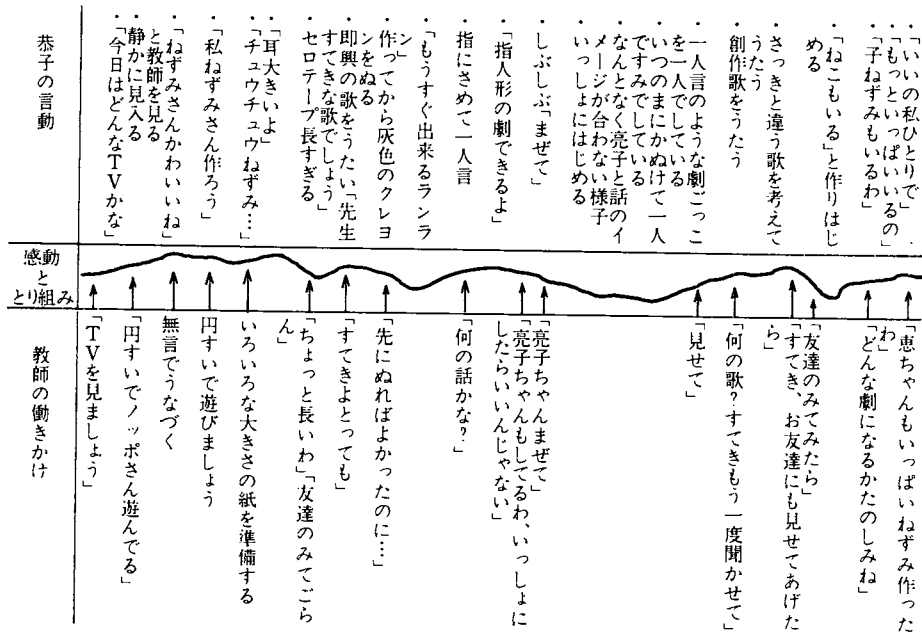 恭子の言動
・「今日はどんなTVかな」
・静かに見入る
・「ねずみさんかわいいね
と教師を見る
・「私ねずみさん作ろう」
・「チュウチュウねずみ…」
・「耳大きいよ」
・セロテープ長すぎる
・即興の歌をうたい「先生
すてきな歌でしょう」
・作ってから灰色のクレヨ
ンをぬる
・「もうすぐ出来るランラ
ン」
・指にさめて一人言
・「指人形の劇できるよ」
・しぶしぶ「まぜて」
・いっしょにはじめる
・なんとなく亮子と話のイ
メージが合わない様子
・いつのまにかぬけて一人
ですみでしている
・一人言のような劇ごっこ
を一人でしている
・創作歌をうたう
・さっきと違う歌を考えて
うたう
・「ねこもいる」と作りはじ
める
・「子ねずみもいるわ」
・「もっといっぱいいるの」
・「いいの私ひとりで」
感動
と
とり組み
教師の働きかけ
「TVを見ましょう」
「円すいでノッポさん遊んでる」
無言でうなづく
円すいで遊びましょう
いろいろな大きさの紙を準備する
「ちょっと長いわ」「友達のみてごら
ん」
「すてきよとっても」
「先にぬればよかったのに…」
「何の話かな?」
「亮子ちゃんもしてるわ、いっしょに
したらいいんじゃない」
「亮子ちゃんまぜて」
「見せて」
「何の歌?すてきもう一度聞かせて」
「すてき、お友達にも見せてあげた
ら」
「友達のみてみたら」
「どんな劇になるかたのしみね」
「恵ちゃんもいっぱいねずみ作った
わ」